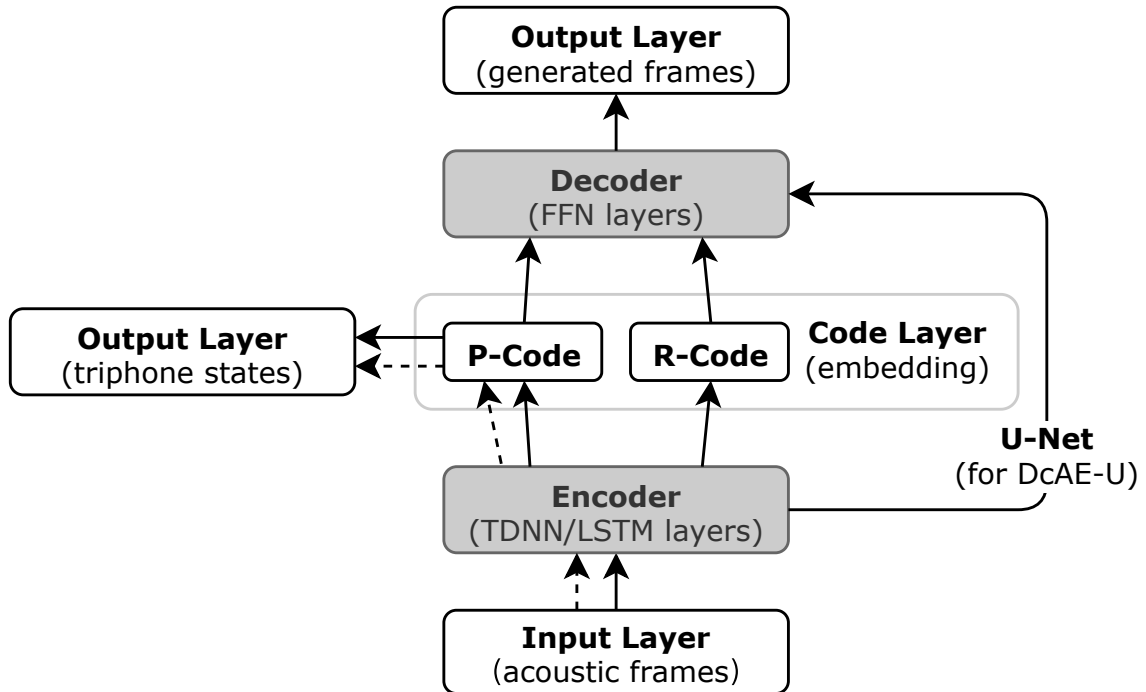 Output Layer
(generated frames)
Decoder
(FFN layers)
Output Layer
(triphone states)
P-Code
R-Code
Code Layer
(embedding)
U-Net
(for DcAE-U)
Encoder
(TDNN/LSTM layers)
Input Layer
(acoustic frames)